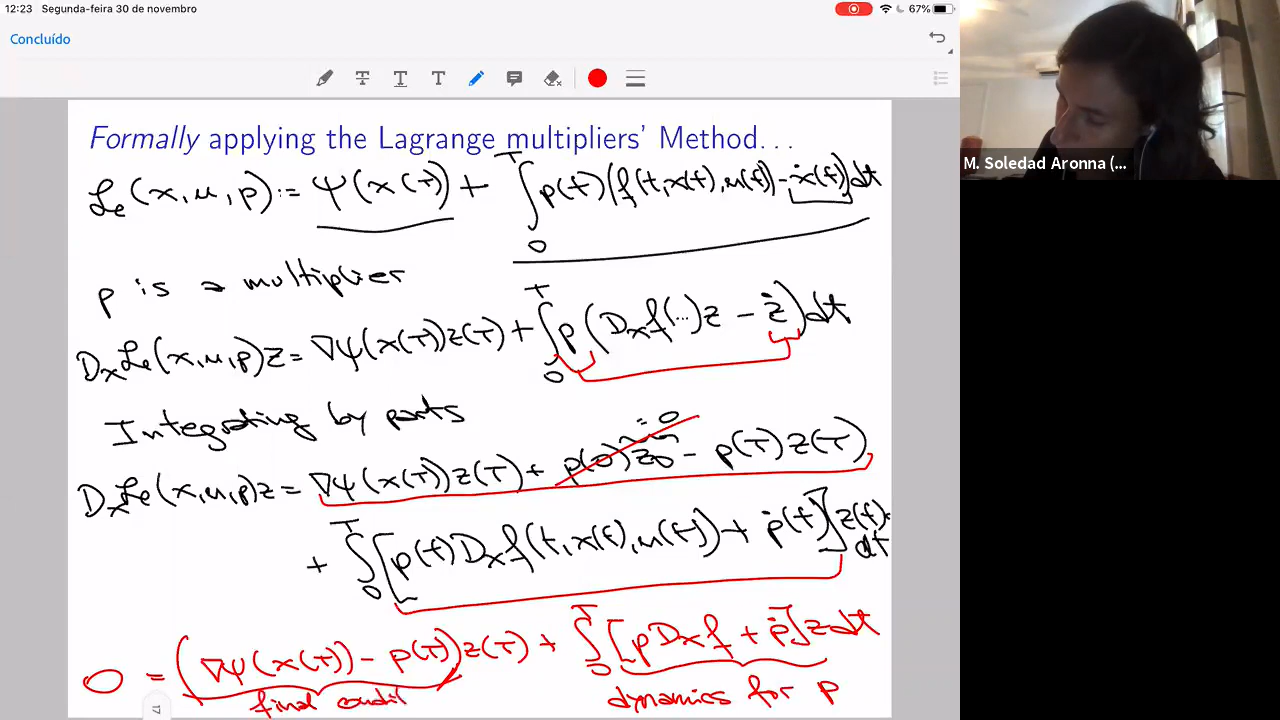 12:23 Segunda-feira 30 de novembro 67%
Concluído
M. Soledad Aronna (...
Formally applying the Lagrange multipliers' Method...
ℒe(x,u,p) := Ψ(x(T)) + ∫₀ᵀ p(t)(f(t,x(t),u(t)) - ẋ(t))dt
p is a multiplier
Dxℒe(x,u,p)z = ∇Ψ(x(T))z(T) + ∫₀ᵀ p(Dxf(...)z - ż)dt
Integrating by parts
Dxℒe(x,u,p)z = ∇Ψ(x(T))z(T) + p(0)z₀ - p(T)z(T)
= 0
+ ∫₀ᵀ [p(t)Dxf(t,x(t),u(t)) + ṗ(t)]z(t)dt
0 = (∇Ψ(x(T)) - p(T))z(T) + ∫₀ᵀ [pDxf + ṗ]z dt
final condit dynamics for p
17